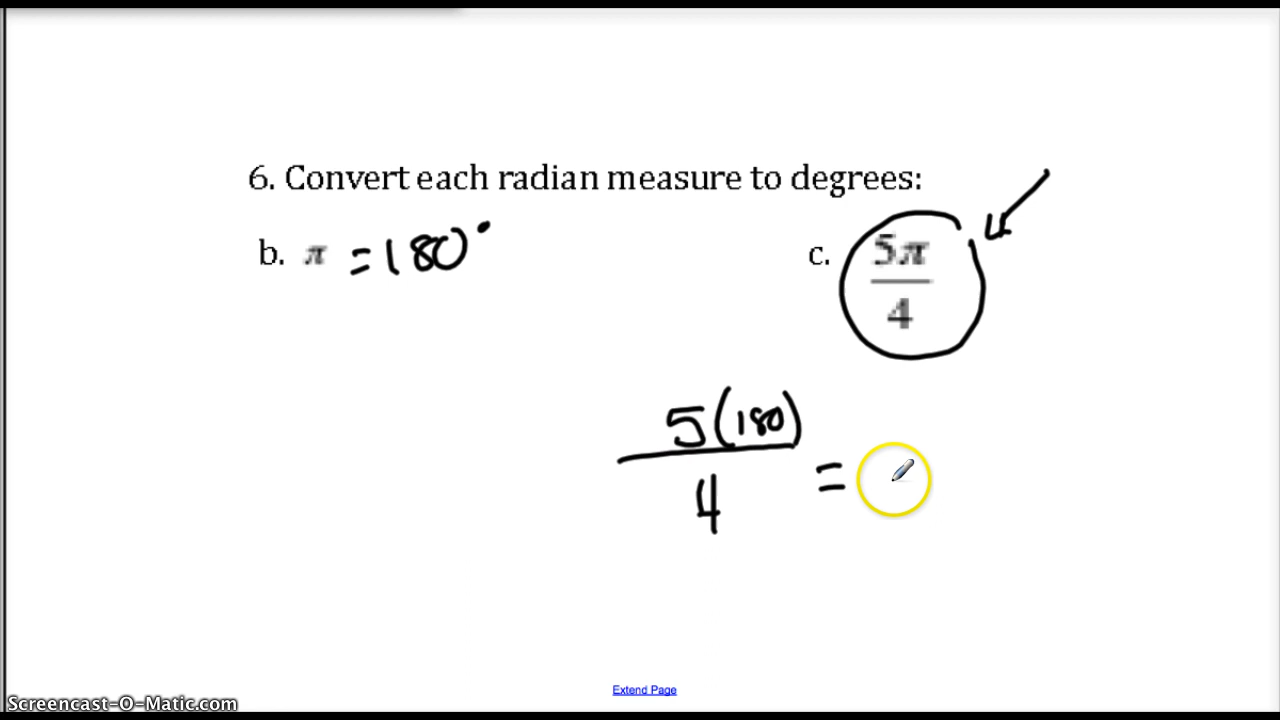 6. Convert each radian measure to degrees:
b. π = 180°
c. 5π/4
5(180)/4 =
Extend Page
Screencast-O-Matic.com